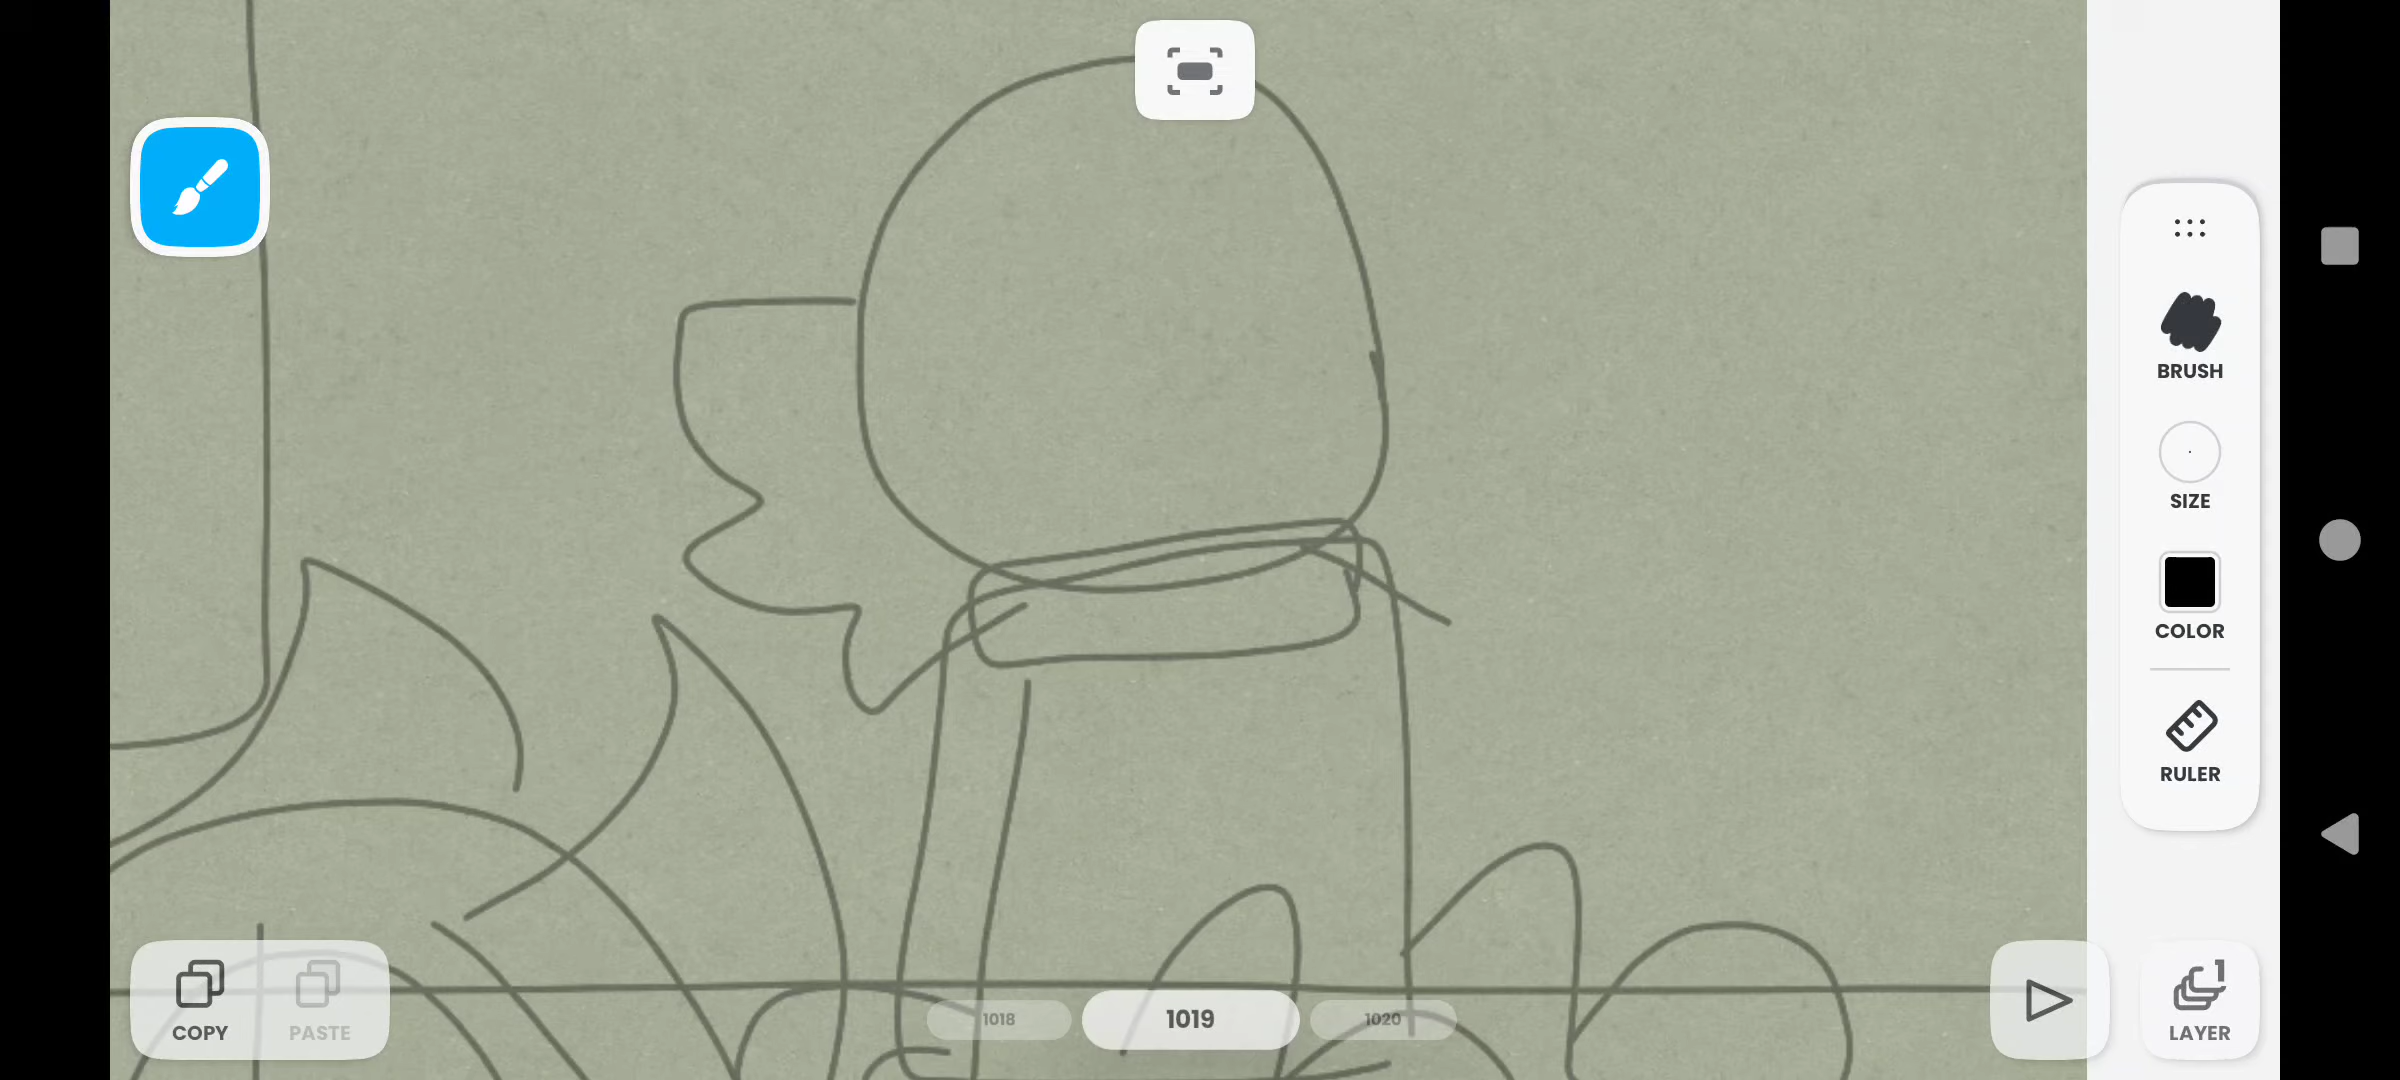 BRUSH
SIZE
COLOR
RULER
COPY
PASTE
1018
1019
1020
1
LAYER